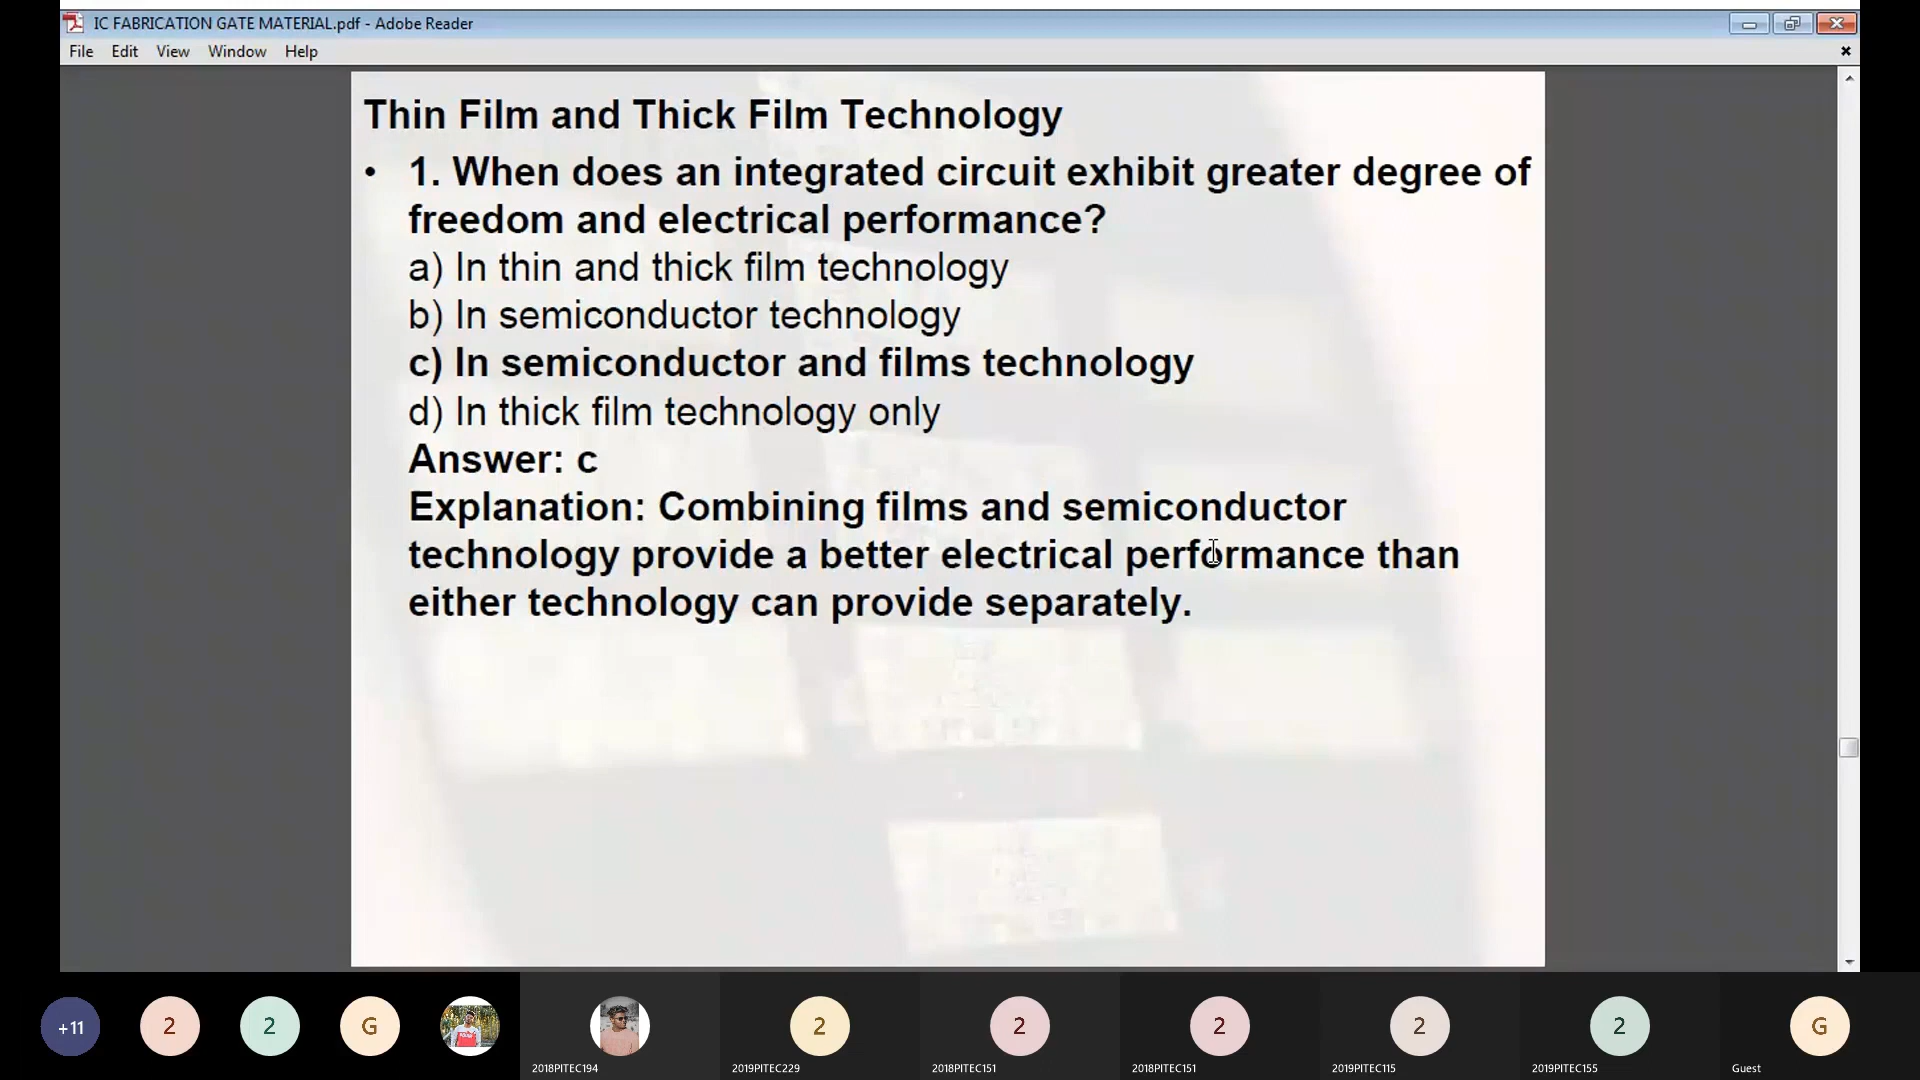 IC FABRICATION GATE MATERIAL.pdf - Adobe Reader
File Edit View Window Help
Thin Film and Thick Film Technology
• 1. When does an integrated circuit exhibit greater degree of
freedom and electrical performance?
a) In thin and thick film technology
b) In semiconductor technology
c) In semiconductor and films technology
d) In thick film technology only
Answer: c
Explanation: Combining films and semiconductor
technology provide a better electrical performance than
either technology can provide separately.
+11 2 2 G 2 2 2 2 2 G
2018PITEC194 2019PITEC229 2018PITEC151 2018PITEC151 2019PITEC115 2019PITEC155 Guest